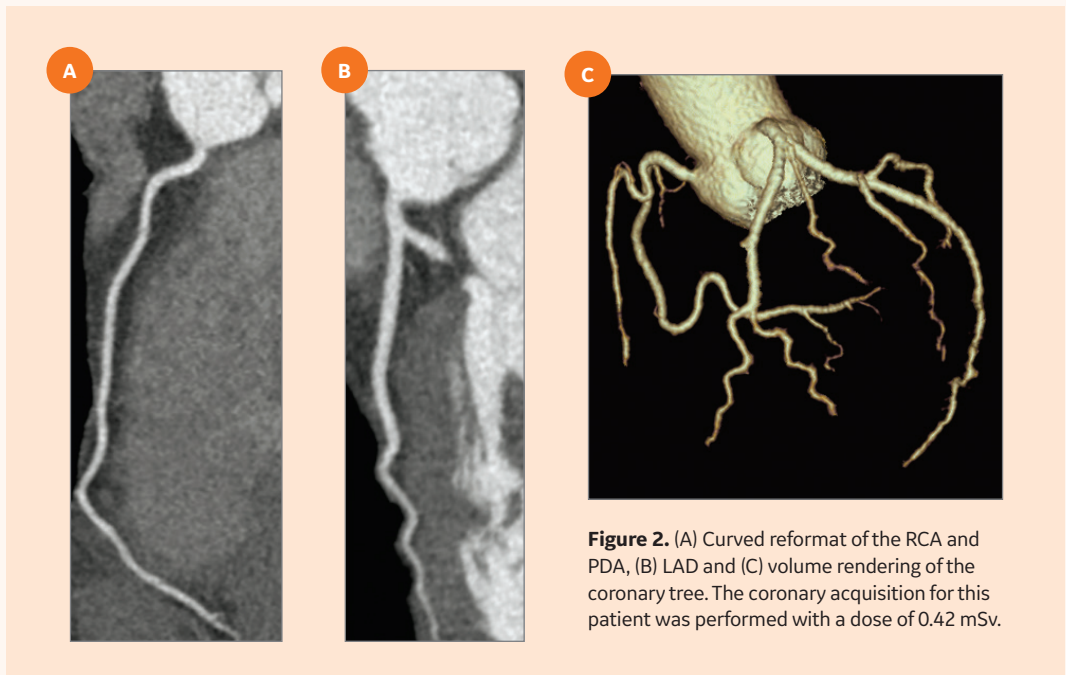 A
B
C
Figure 2. (A) Curved reformat of the RCA and
PDA, (B) LAD and (C) volume rendering of the
coronary tree. The coronary acquisition for this
patient was performed with a dose of 0.42 mSv.